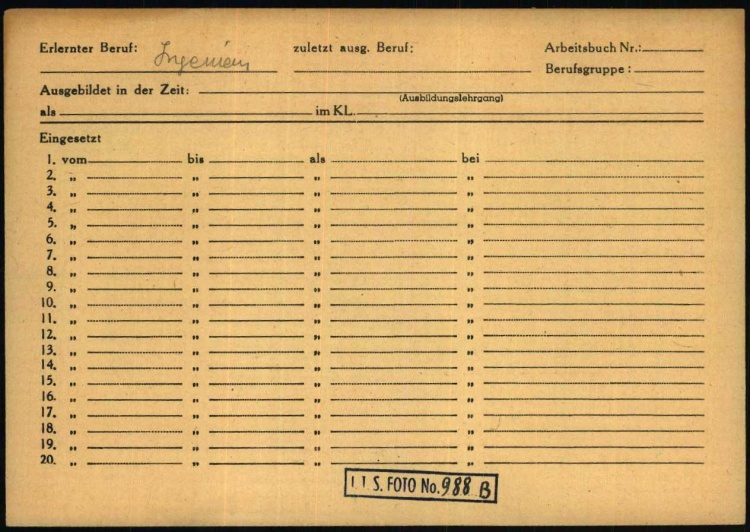 Erlernter Beruf: Ingenieur zuletzt ausg. Beruf: Arbeitsbuch Nr.:
Berufsgruppe :
Ausgebildet in der Zeit:
(Ausbildungslehrgang)
als im KL.
Eingesetzt
1. vom bis als bei
2. „ „ „ „
3. „ „ „ „
4. „ „ „ „
5. „ „ „ „
6. „ „ „ „
7. „ „ „ „
8. „ „ „ „
9. „ „ „ „
10. „ „ „ „
11. „ „ „ „
12. „ „ „ „
13. „ „ „ „
14. „ „ „ „
15. „ „ „ „
16. „ „ „ „
17. „ „ „ „
18. „ „ „ „
19. „ „ „ „
20. „ „ „ „
I. T. S. FOTO No. 988 B